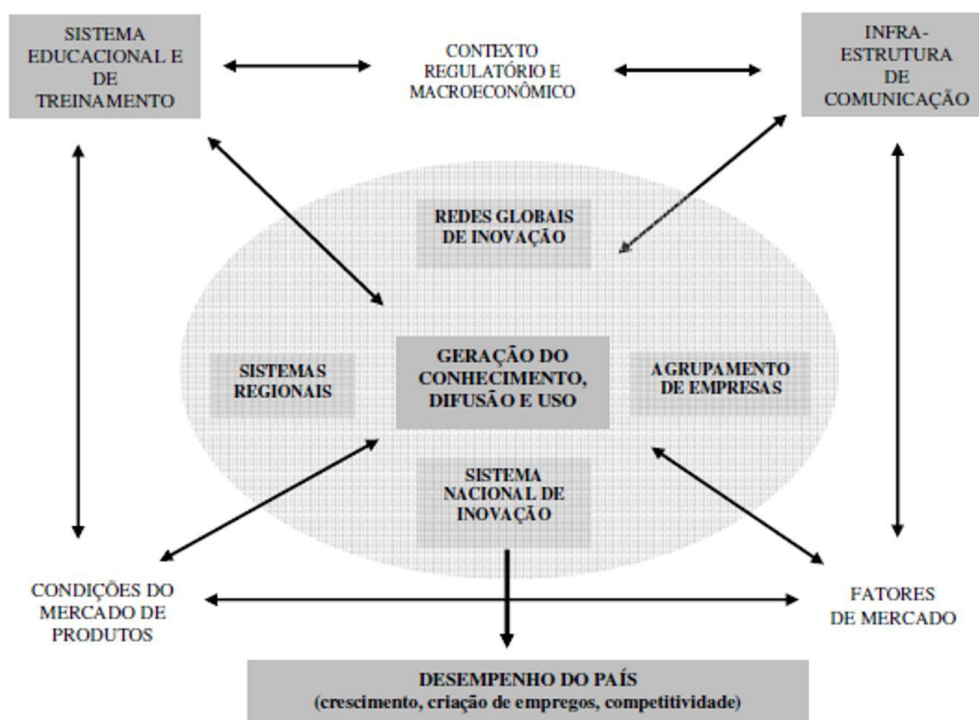 SISTEMA
EDUCACIONAL E
DE
TREINAMENTO
CONTEXTO
REGULATÓRIO E
MACROECONÔMICO
INFRA-
ESTRUTURA
DE
COMUNICAÇÃO
REDES GLOBAIS
DE INOVAÇÃO
SISTEMAS
REGIONAIS
GERAÇÃO DO
CONHECIMENTO,
DIFUSÃO E USO
AGRUPAMENTO
DE EMPRESAS
SISTEMA
NACIONAL DE
INOVAÇÃO
CONDIÇÕES DO
MERCADO DE
PRODUTOS
FATORES
DE MERCADO
DESEMPENHO DO PAÍS
(crescimento, criação de empregos, competitividade)